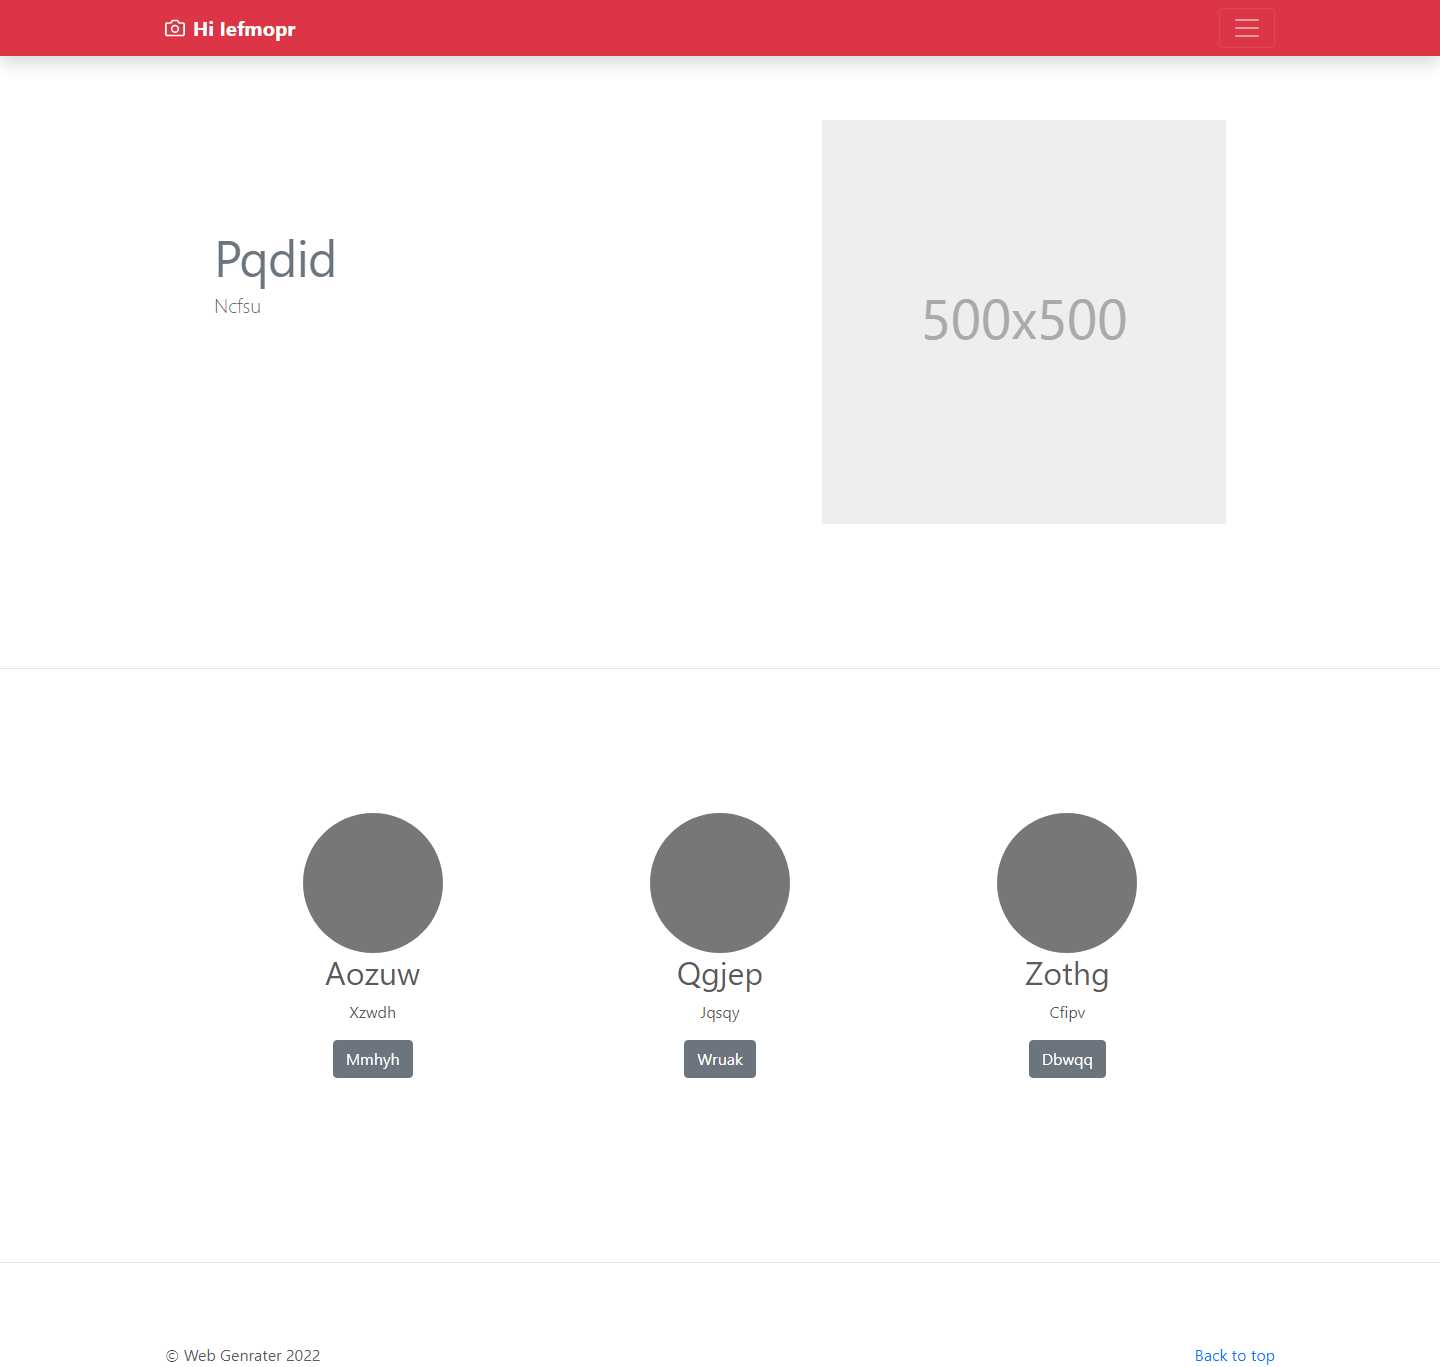 Hi Iefmopr
Pqdid
Ncfsu
500x500
Aozuw
Xzwdh
Mmhyh
Qgjep
Jqsqy
Wruak
Zothg
Cfipv
Dbwqq
© Web Genrater 2022
Back to top